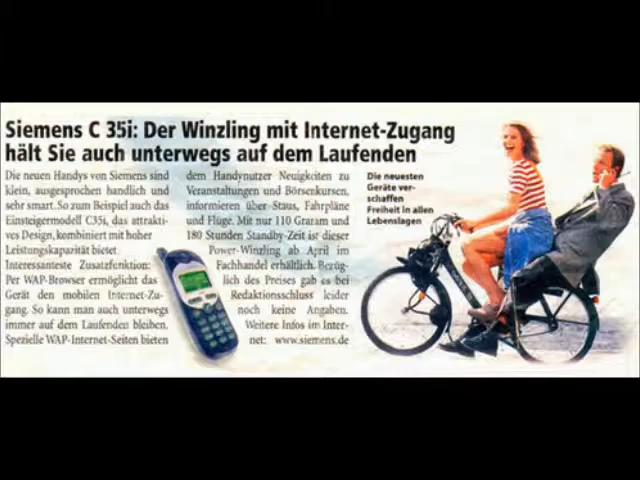 Siemens C 35i: Der Winzling mit Internet-Zugang
hält Sie auch unterwegs auf dem Laufenden
Die neuen Handys von Siemens sind
klein, ausgesprochen handlich und
sehr smart. So zum Beispiel auch das
Einsteigermodell C35i, das attrakti-
ves Design, kombiniert mit hoher
Leistungskapazität bietet.
Interessanteste Zusatzfunktion:
Per WAP-Browser ermöglicht das
Gerät den mobilen Internet-Zu-
gang. So kann man auch unterwegs
immer auf dem Laufenden bleiben.
Spezielle WAP-Internet-Seiten bieten
dem Handynutzer Neuigkeiten zu
Veranstaltungen und Börsenkursen,
informieren über Staus, Fahrpläne
und Flüge. Mit nur 110 Gramm und
180 Stunden Standby-Zeit ist dieser
Power-Winzling ab April im
Fachhandel erhältlich. Bezüg-
lich des Preises gab es bei
Redaktionsschluss leider
noch keine Angaben.
Weitere Infos im Inter-
net: www.siemens.de
Die neuesten
Geräte ver-
schaffen
Freiheit in allen
Lebenslagen